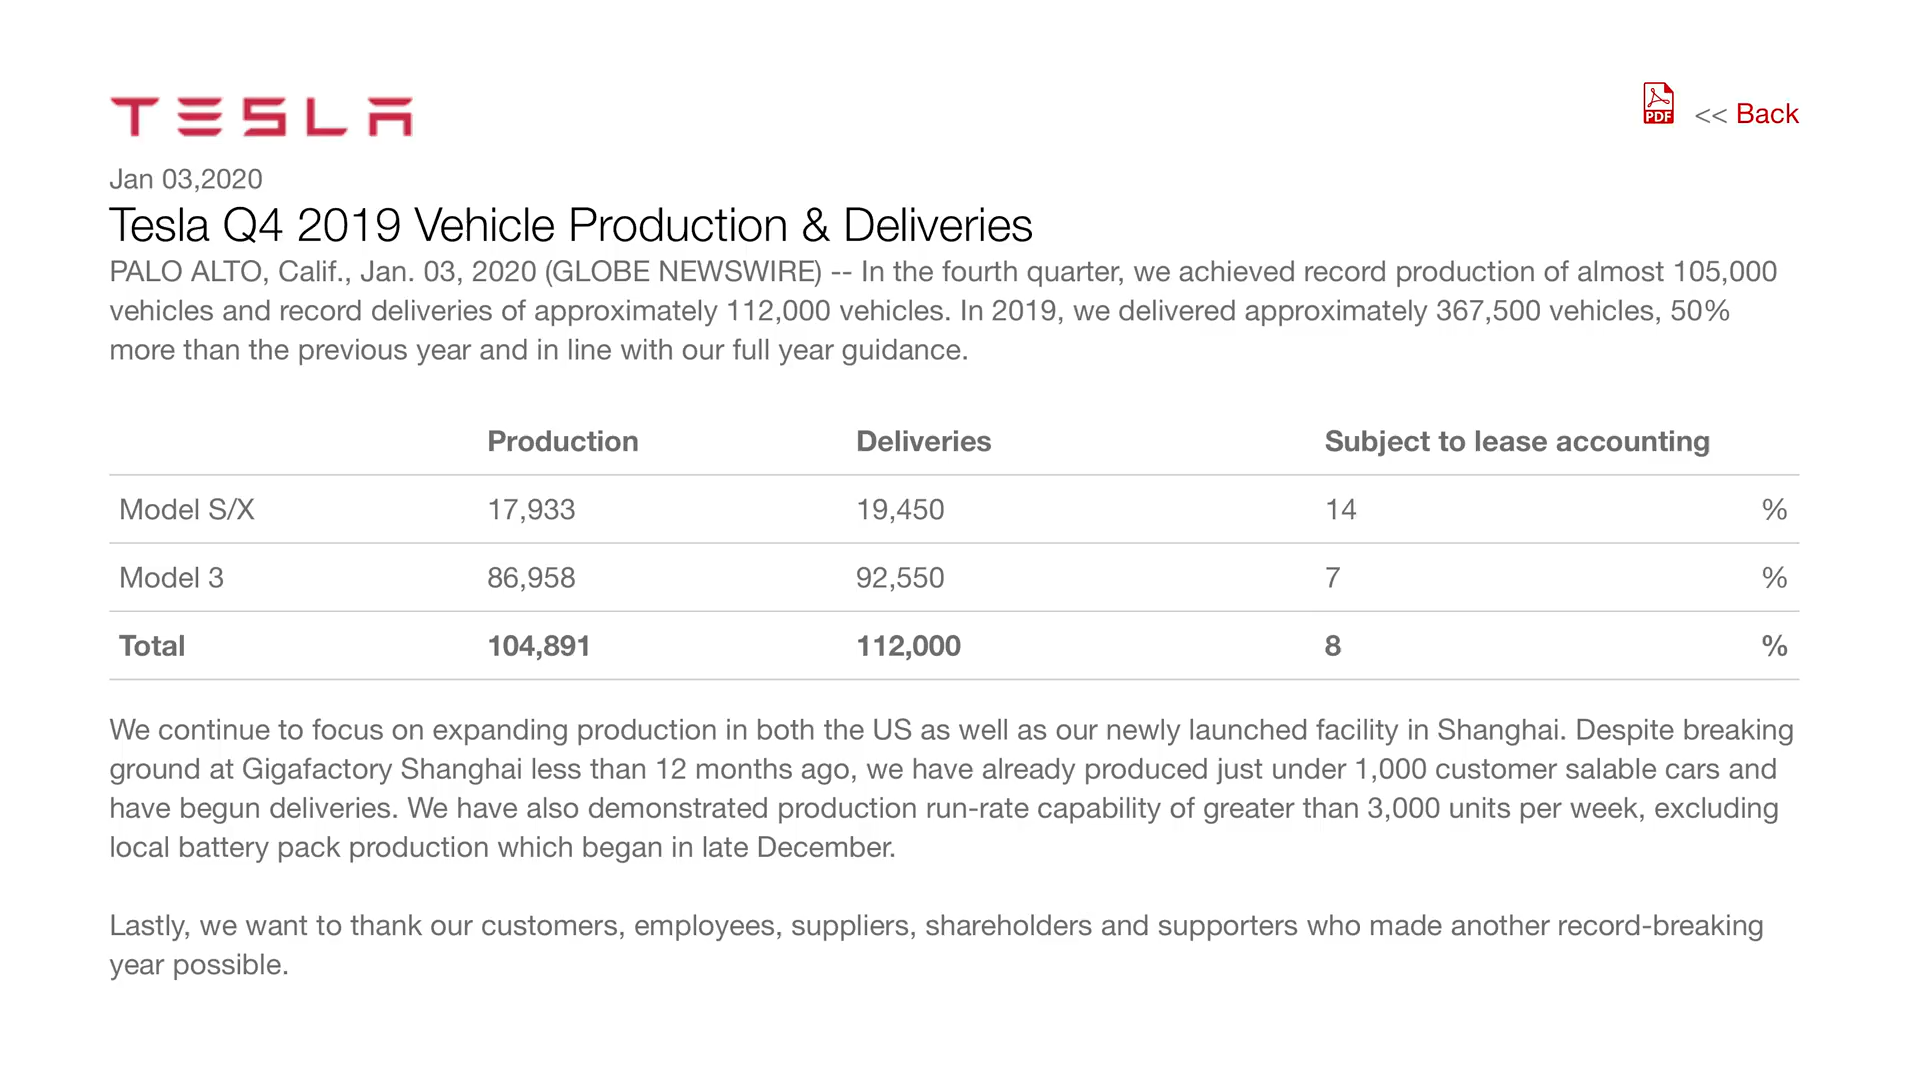 TESLA
PDF << Back
Jan 03,2020
Tesla Q4 2019 Vehicle Production & Deliveries
PALO ALTO, Calif., Jan. 03, 2020 (GLOBE NEWSWIRE) -- In the fourth quarter, we achieved record production of almost 105,000
vehicles and record deliveries of approximately 112,000 vehicles. In 2019, we delivered approximately 367,500 vehicles, 50%
more than the previous year and in line with our full year guidance.
Production Deliveries Subject to lease accounting
Model S/X 17,933 19,450 14 %
Model 3 86,958 92,550 7 %
Total 104,891 112,000 8 %
We continue to focus on expanding production in both the US as well as our newly launched facility in Shanghai. Despite breaking
ground at Gigafactory Shanghai less than 12 months ago, we have already produced just under 1,000 customer salable cars and
have begun deliveries. We have also demonstrated production run-rate capability of greater than 3,000 units per week, excluding
local battery pack production which began in late December.
Lastly, we want to thank our customers, employees, suppliers, shareholders and supporters who made another record-breaking
year possible.